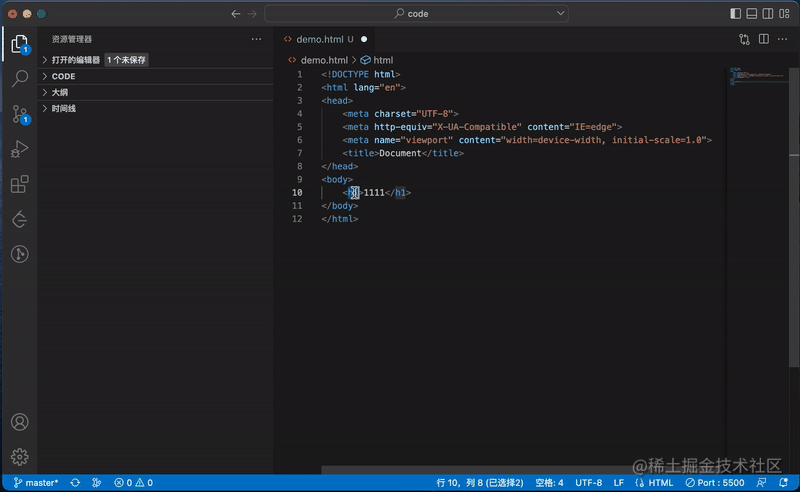 code
资源管理器
打开的编辑器 1 个未保存
CODE
大纲
时间线
1
1
demo.html U
demo.html > html
1 <!DOCTYPE html>
2 <html lang="en">
3 <head>
4 <meta charset="UTF-8">
5 <meta http-equiv="X-UA-Compatible" content="IE=edge">
6 <meta name="viewport" content="width=device-width, initial-scale=1.0">
7 <title>Document</title>
8 </head>
9 <body>
10 <h1>1111</h1>
11 </body>
12 </html>
@稀土掘金技术社区
master* 0 0 行 10，列 8 (已选择2) 空格: 4 UTF-8 LF HTML Port : 5500